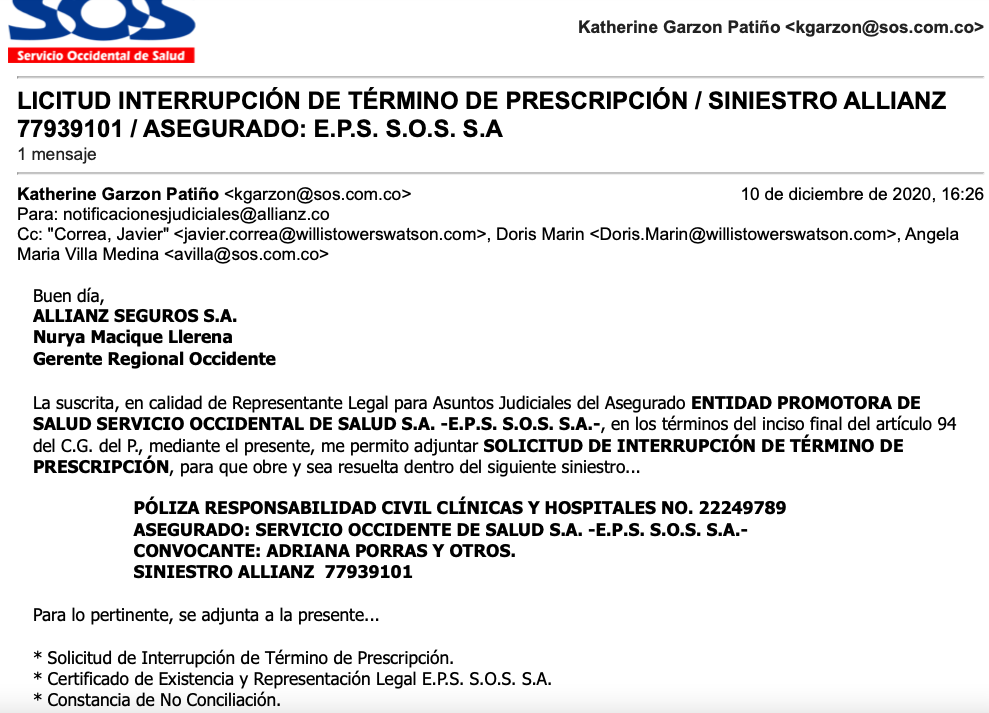 SOS
Servicio Occidental de Salud
Katherine Garzon Patiño <kgarzon@sos.com.co>
LICITUD INTERRUPCIÓN DE TÉRMINO DE PRESCRIPCIÓN / SINIESTRO ALLIANZ
77939101 / ASEGURADO: E.P.S. S.O.S. S.A
1 mensaje
Katherine Garzon Patiño <kgarzon@sos.com.co> 10 de diciembre de 2020, 16:26
Para: notificacionesjudiciales@allianz.co
Cc: "Correa, Javier" <javier.correa@willistowerswatson.com>, Doris Marin <Doris.Marin@willistowerswatson.com>, Angela
Maria Villa Medina <avilla@sos.com.co>
Buen día,
ALLIANZ SEGUROS S.A.
Nurya Macique Llerena
Gerente Regional Occidente
La suscrita, en calidad de Representante Legal para Asuntos Judiciales del Asegurado ENTIDAD PROMOTORA DE
SALUD SERVICIO OCCIDENTAL DE SALUD S.A. -E.P.S. S.O.S. S.A.-, en los términos del inciso final del artículo 94
del C.G. del P., mediante el presente, me permito adjuntar SOLICITUD DE INTERRUPCIÓN DE TÉRMINO DE
PRESCRIPCIÓN, para que obre y sea resuelta dentro del siguiente siniestro...
PÓLIZA RESPONSABILIDAD CIVIL CLÍNICAS Y HOSPITALES NO. 22249789
ASEGURADO: SERVICIO OCCIDENTE DE SALUD S.A. -E.P.S. S.O.S. S.A.-
CONVOCANTE: ADRIANA PORRAS Y OTROS.
SINIESTRO ALLIANZ 77939101
Para lo pertinente, se adjunta a la presente...
* Solicitud de Interrupción de Término de Prescripción.
* Certificado de Existencia y Representación Legal E.P.S. S.O.S. S.A.
* Constancia de No Conciliación.